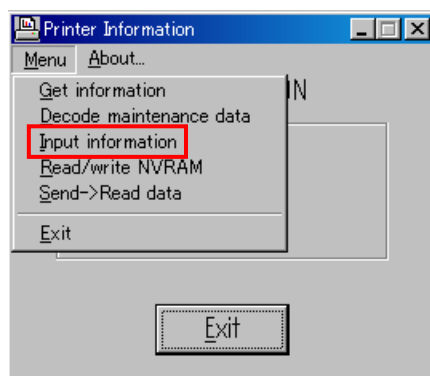 Printer Information
Menu About...
Get information
IN
Decode maintenance data
Input information
Read/write NVRAM
Send->Read data
Exit
Exit